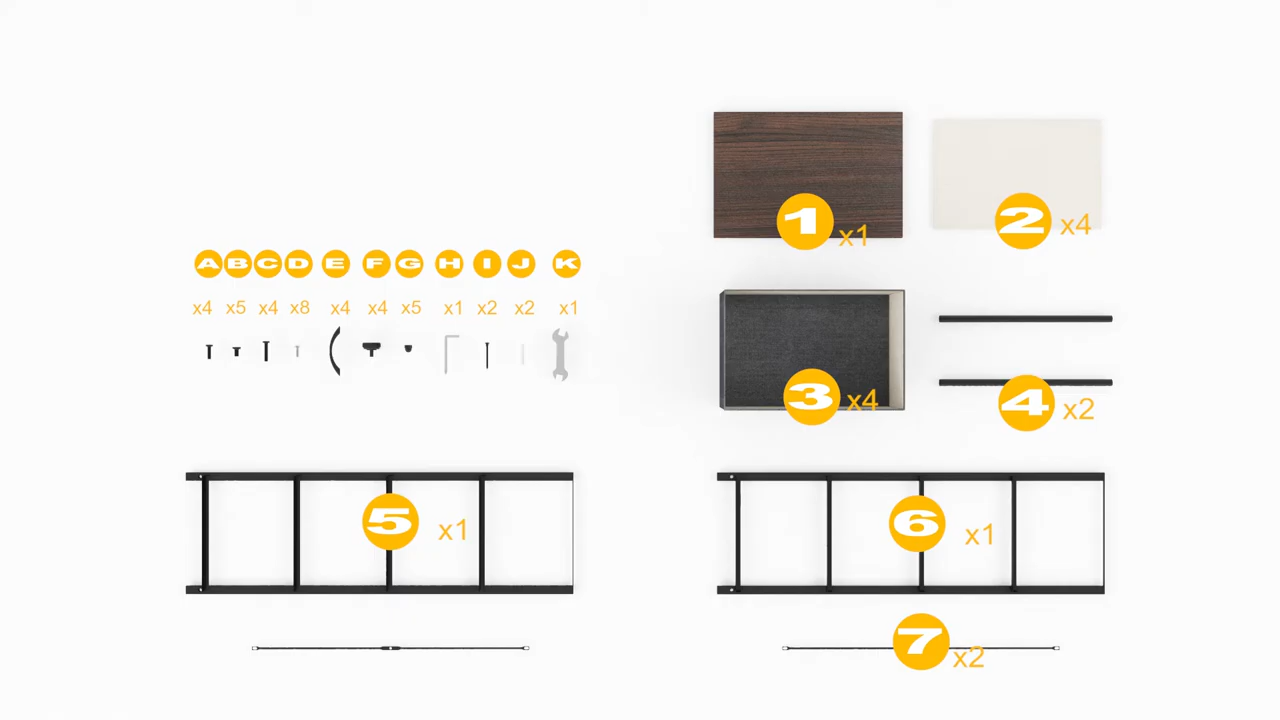 A B C D E F G H I J K
x4 x5 x4 x8 x4 x4 x5 x1 x2 x2 x1
1 x1
2 x4
3 x4
4 x2
5 x1
6 x1
7 x2